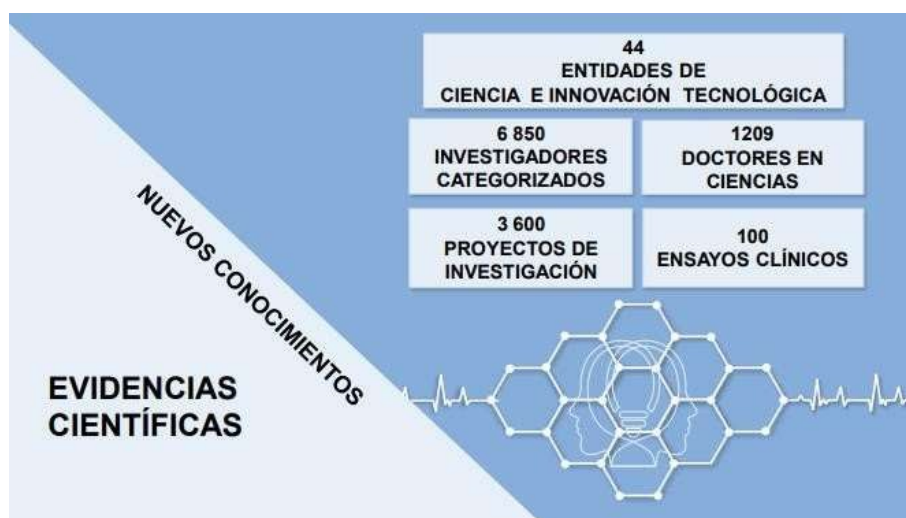 44
ENTIDADES DE
CIENCIA E INNOVACIÓN TECNOLÓGICA
6 850
INVESTIGADORES
CATEGORIZADOS
1209
DOCTORES EN
CIENCIAS
3 600
PROYECTOS DE
INVESTIGACIÓN
100
ENSAYOS CLÍNICOS
NUEVOS CONOCIMIENTOS
EVIDENCIAS
CIENTÍFICAS